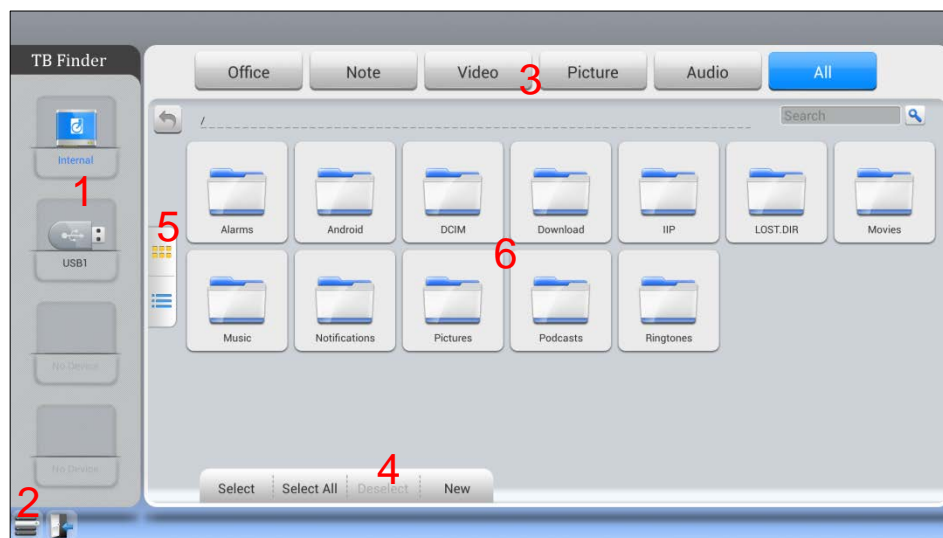 TB Finder
Office Note Video 3 Picture Audio All
/ Search
Internal
1
5
Alarms Android DCIM Download IIP LOST.DIR Movies
6
USB1
Music Notifications Pictures Podcasts Ringtones
No Device
4
Select Select All Deselect New
No Device
2